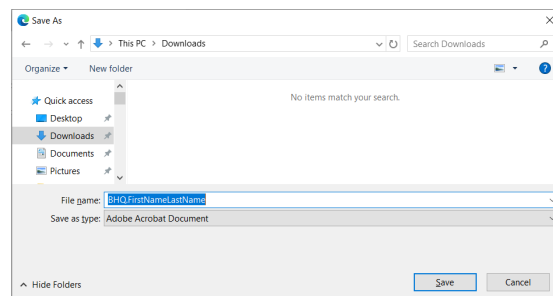 Save As
This PC > Downloads
Search Downloads
Organize
New folder
Quick access
Desktop
Downloads
Documents
Pictures
No items match your search.
File name: BHQ.FirstNameLastName
Save as type: Adobe Acrobat Document
Hide Folders
Save
Cancel